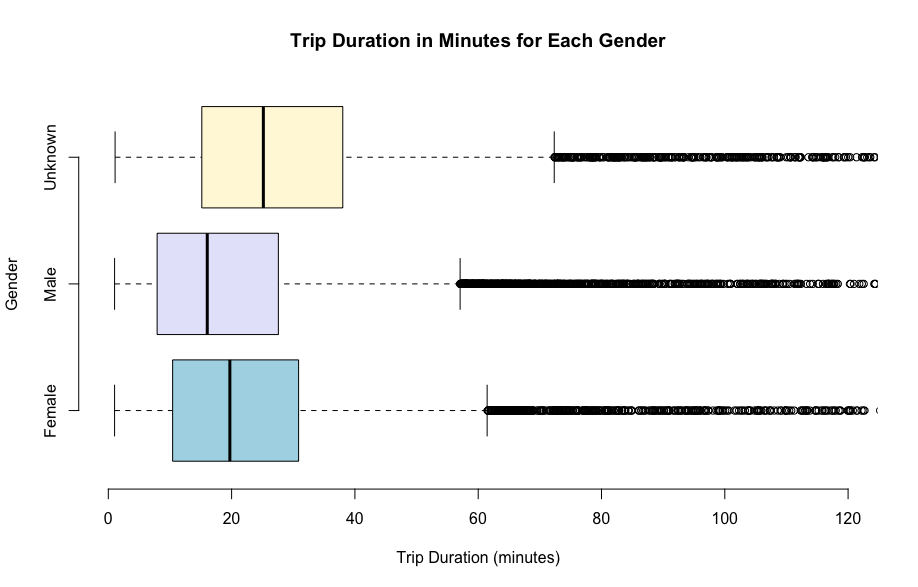 Trip Duration in Minutes for Each Gender
Unknown
Male
Female
Gender
0 20 40 60 80 100 120
Trip Duration (minutes)